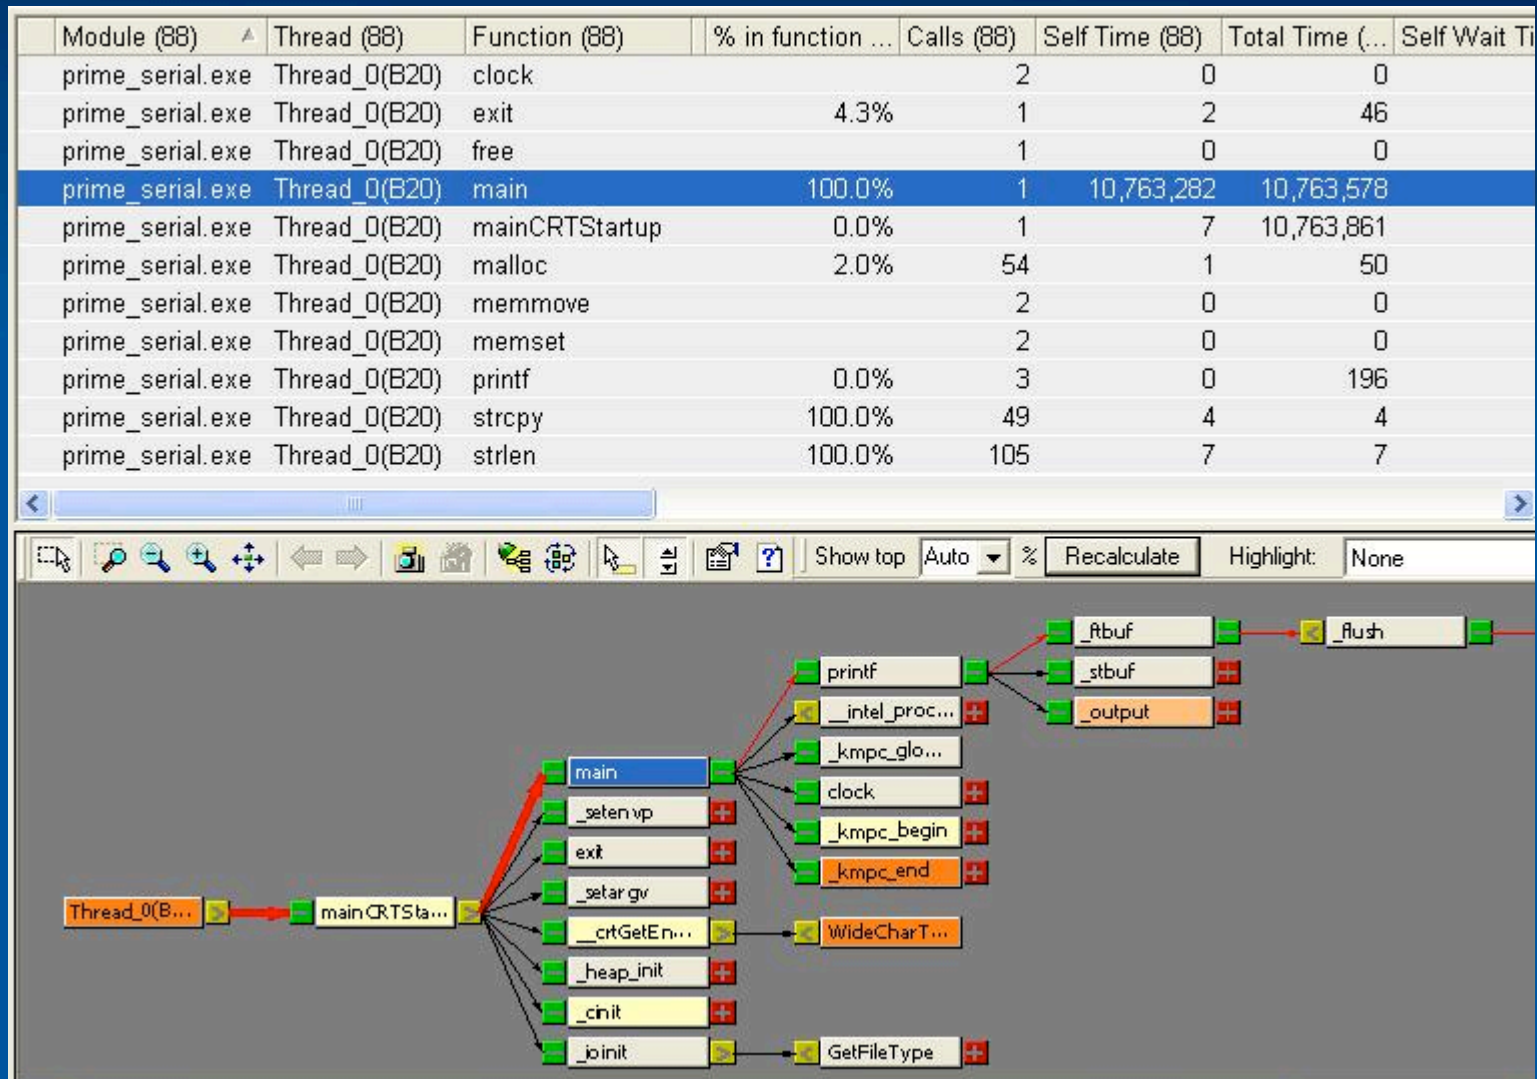 Module (88) Thread (88) Function (88) % in function ... Calls (88) Self Time (88) Total Time (... Self Wait Ti
prime_serial.exe Thread_0(B20) clock 2 0 0
prime_serial.exe Thread_0(B20) exit 4.3% 1 2 46
prime_serial.exe Thread_0(B20) free 1 0 0
prime_serial.exe Thread_0(B20) main 100.0% 1 10,763,282 10,763,578
prime_serial.exe Thread_0(B20) mainCRTStartup 0.0% 1 7 10,763,861
prime_serial.exe Thread_0(B20) malloc 2.0% 54 1 50
prime_serial.exe Thread_0(B20) memmove 2 0 0
prime_serial.exe Thread_0(B20) memset 2 0 0
prime_serial.exe Thread_0(B20) printf 0.0% 3 0 196
prime_serial.exe Thread_0(B20) strcpy 100.0% 49 4 4
prime_serial.exe Thread_0(B20) strlen 100.0% 105 7 7
Show top Auto % Recalculate Highlight: None
_ftbuf _flush
printf _stbuf
__intel_proc... _output
_kmpc_glo...
main clock
_setenvp _kmpc_begin
exit _kmpc_end
_setargv
Thread_0(B... mainCRTSta... __crtGetEn... WideCharT...
_heap_init
_cinit
_ioinit GetFileType